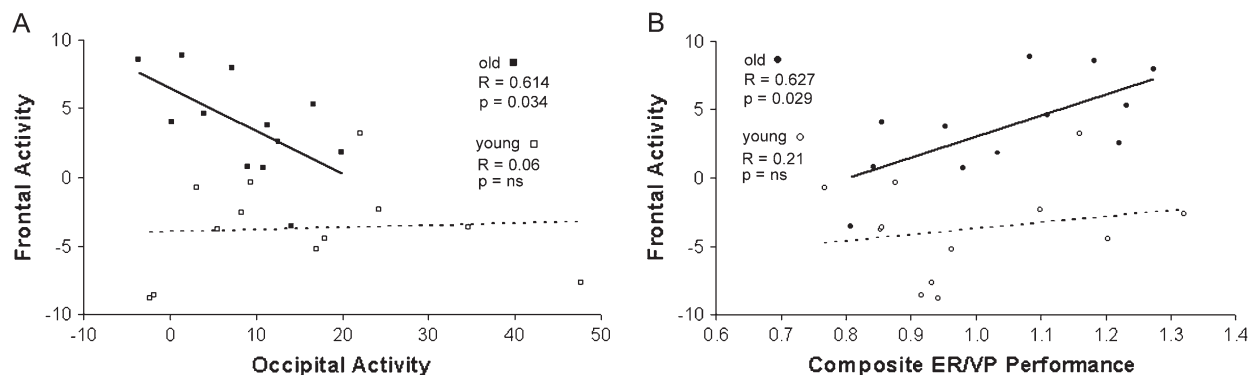 A
Frontal Activity
10
5
0
-5
-10
-10
0
10
20
30
40
50
Occipital Activity
old
R = 0.614
p = 0.034
young
R = 0.06
p = ns
B
Frontal Activity
10
5
0
-5
-10
0.6
0.7
0.8
0.9
1.0
1.1
1.2
1.3
1.4
Composite ER/VP Performance
old
R = 0.627
p = 0.029
young
R = 0.21
p = ns